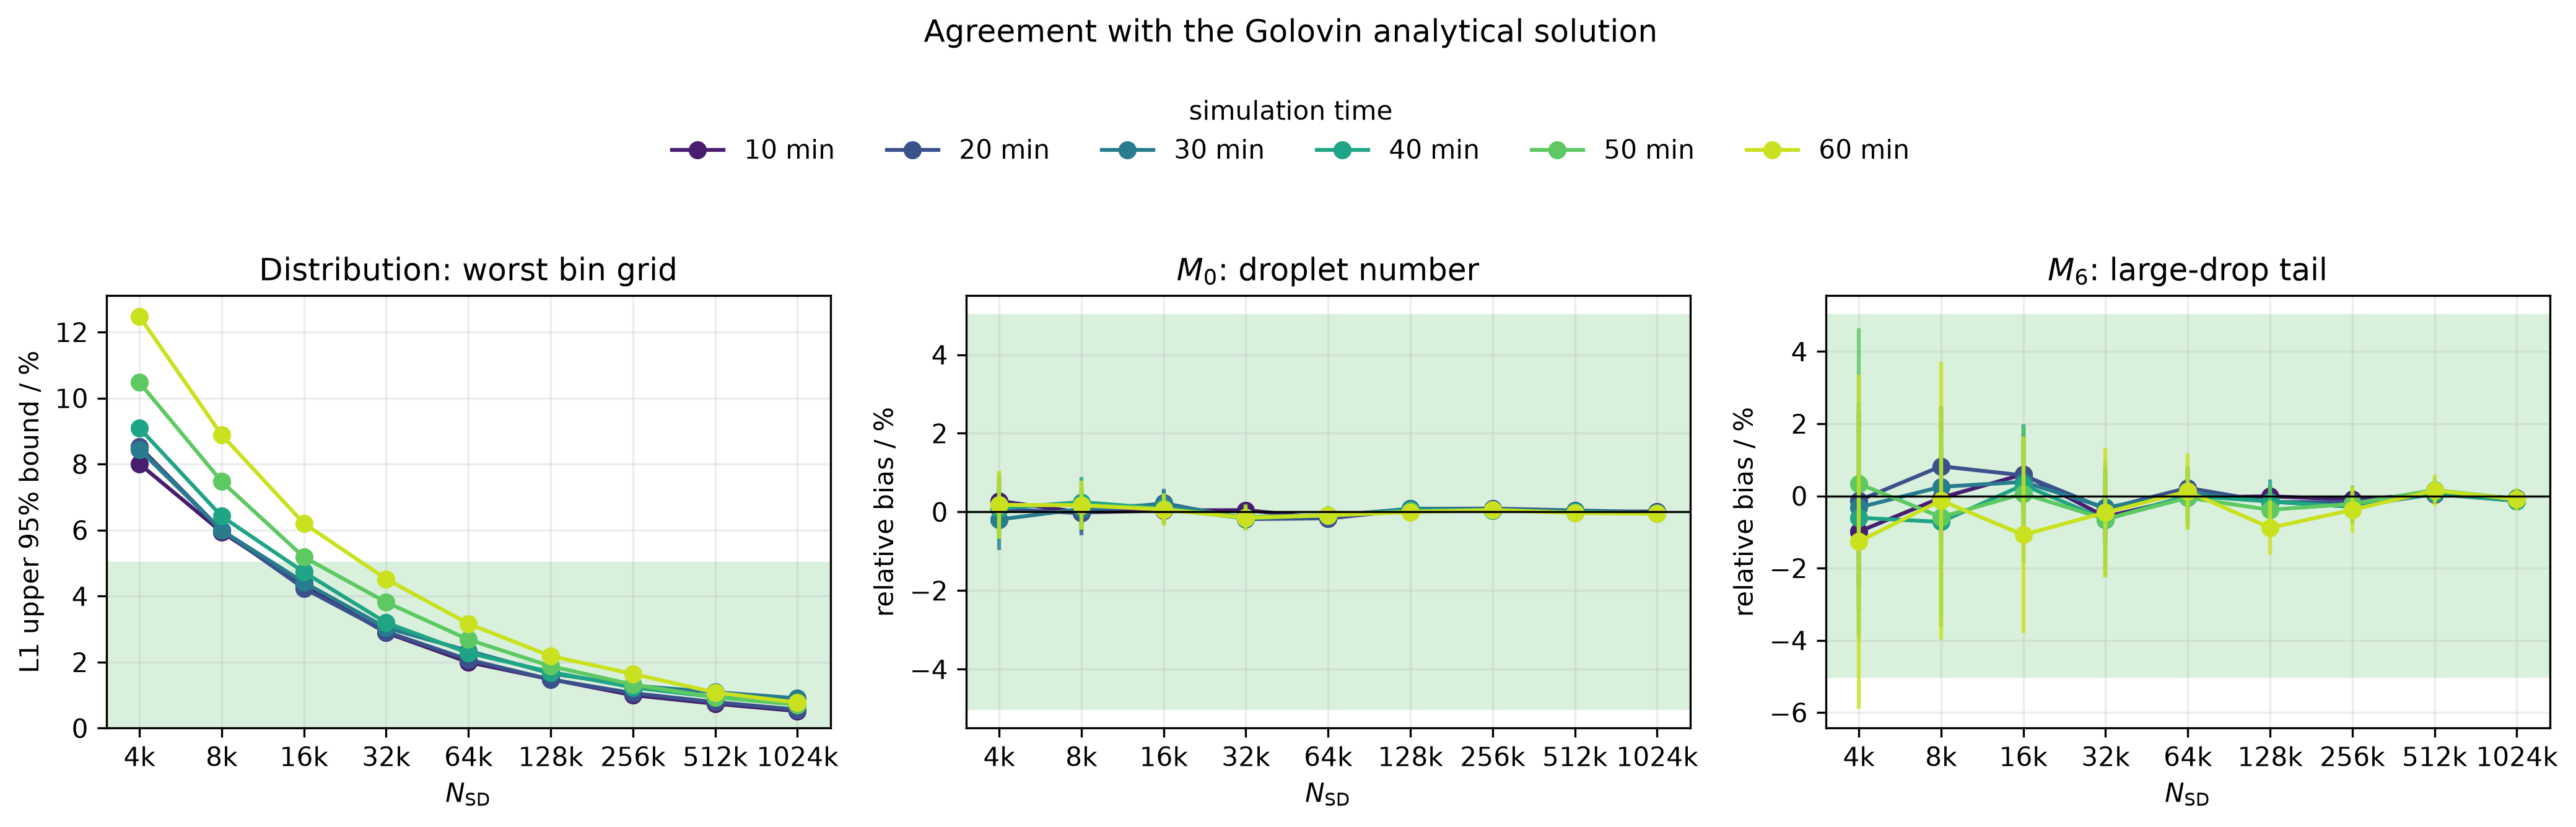 Agreement with the Golovin analytical solution
simulation time
10 min 20 min 30 min 40 min 50 min 60 min
Distribution: worst bin grid
L1 upper 95% bound / %
12
10
8
6
4
2
0
4k 8k 16k 32k 64k 128k 256k 512k 1024k
N_SD
M_0: droplet number
relative bias / %
4
2
0
−2
−4
4k 8k 16k 32k 64k 128k 256k 512k 1024k
N_SD
M_6: large-drop tail
relative bias / %
4
2
0
−2
−4
−6
4k 8k 16k 32k 64k 128k 256k 512k 1024k
N_SD